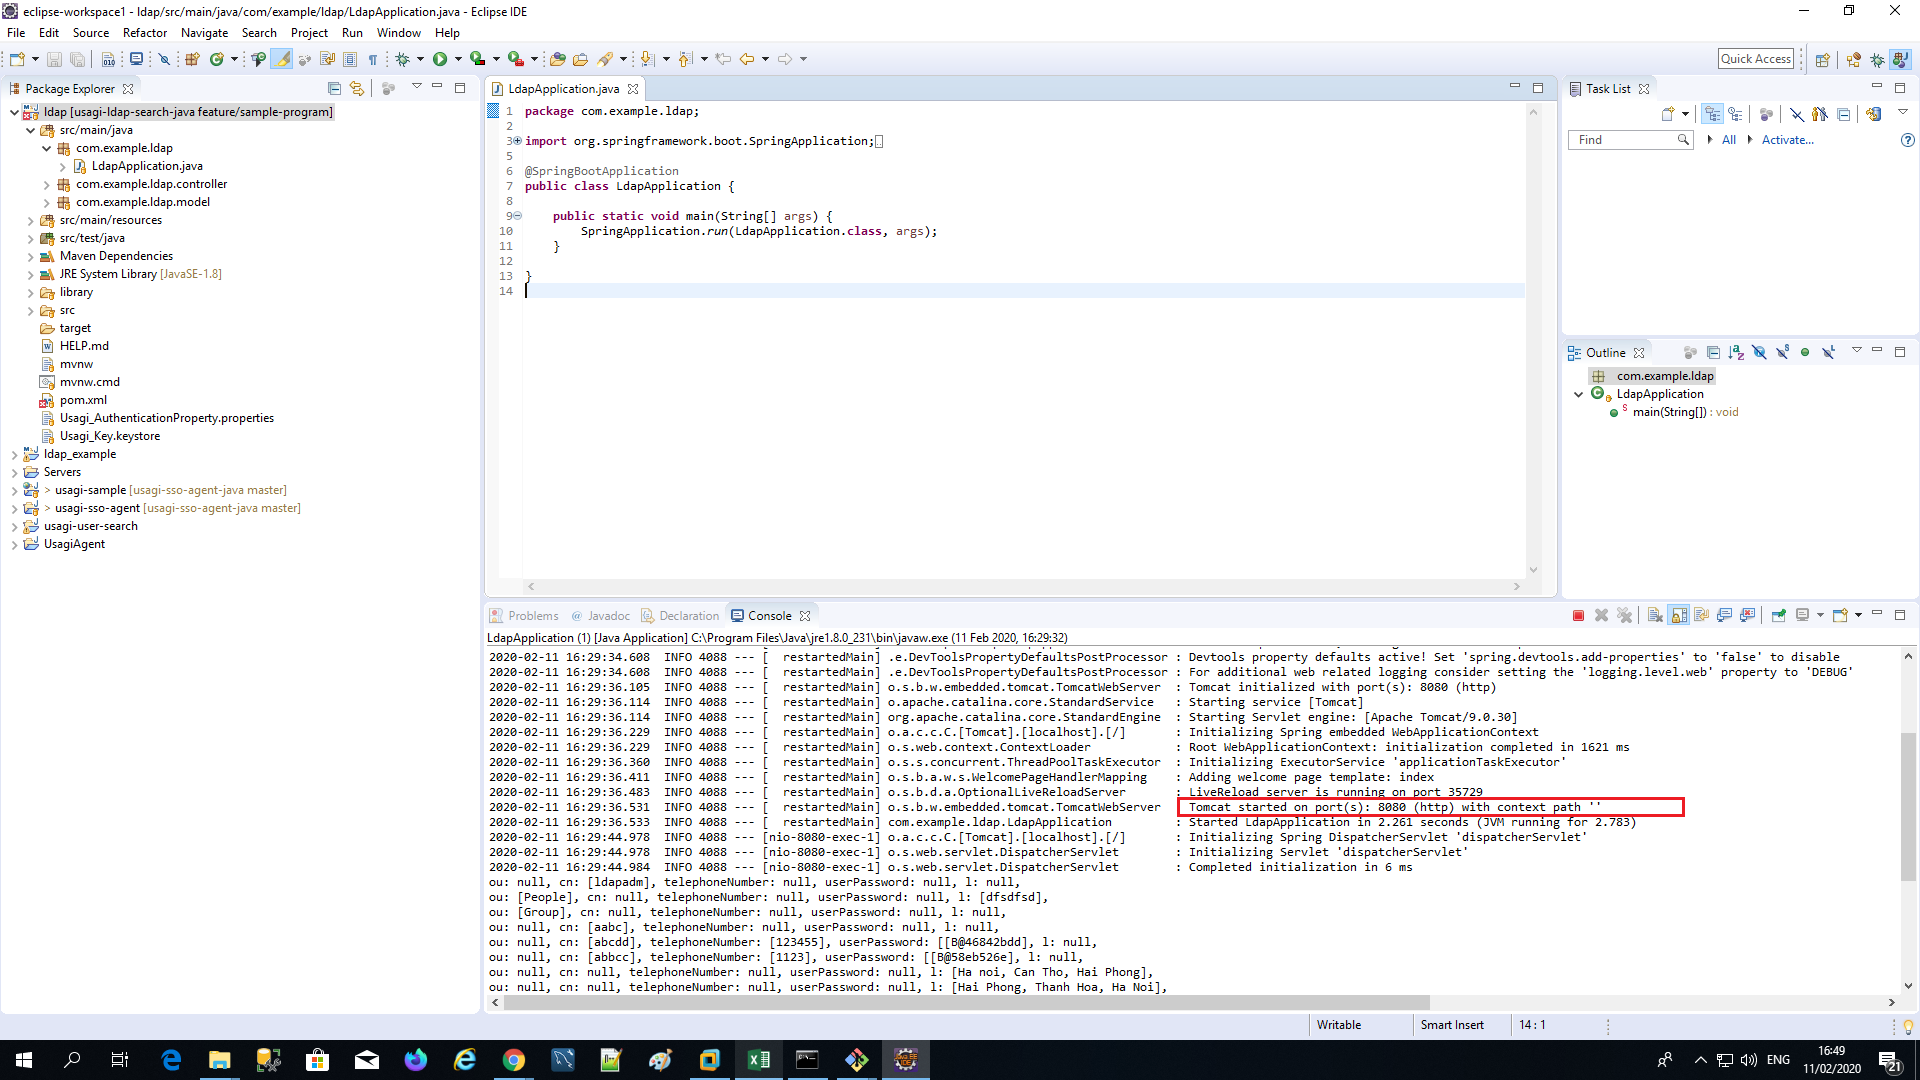 eclipse-workspace1 - ldap/src/main/java/com/example/ldap/LdapApplication.java - Eclipse IDE
File Edit Source Refactor Navigate Search Project Run Window Help
Quick Access
Package Explorer
ldap [usagi-ldap-search-java feature/sample-program]
src/main/java
com.example.ldap
LdapApplication.java
com.example.ldap.controller
com.example.ldap.model
src/main/resources
src/test/java
Maven Dependencies
JRE System Library [JavaSE-1.8]
library
src
target
HELP.md
mvnw
mvnw.cmd
pom.xml
Usagi_AuthenticationProperty.properties
Usagi_Key.keystore
ldap_example
Servers
> usagi-sample [usagi-sso-agent-java master]
> usagi-sso-agent [usagi-sso-agent-java master]
usagi-user-search
UsagiAgent
LdapApplication.java
1 package com.example.ldap;
2
3 import org.springframework.boot.SpringApplication;
5
6 @SpringBootApplication
7 public class LdapApplication {
8
9 public static void main(String[] args) {
10 SpringApplication.run(LdapApplication.class, args);
11 }
12
13 }
14
Task List
Find All Activate...
Outline
com.example.ldap
LdapApplication
main(String[]) : void
Problems @ Javadoc Declaration Console
LdapApplication (1) [Java Application] C:\Program Files\Java\jre1.8.0_231\bin\javaw.exe (11 Feb 2020, 16:29:32)
2020-02-11 16:29:34.608 INFO 4088 --- [ restartedMain] .e.DevToolsPropertyDefaultsPostProcessor : Devtools property defaults active! Set 'spring.devtools.add-properties' to 'false' to disable
2020-02-11 16:29:34.608 INFO 4088 --- [ restartedMain] .e.DevToolsPropertyDefaultsPostProcessor : For additional web related logging consider setting the 'logging.level.web' property to 'DEBUG'
2020-02-11 16:29:36.105 INFO 4088 --- [ restartedMain] o.s.b.w.embedded.tomcat.TomcatWebServer : Tomcat initialized with port(s): 8080 (http)
2020-02-11 16:29:36.114 INFO 4088 --- [ restartedMain] o.apache.catalina.core.StandardService : Starting service [Tomcat]
2020-02-11 16:29:36.114 INFO 4088 --- [ restartedMain] org.apache.catalina.core.StandardEngine : Starting Servlet engine: [Apache Tomcat/9.0.30]
2020-02-11 16:29:36.229 INFO 4088 --- [ restartedMain] o.a.c.c.C.[Tomcat].[localhost].[/] : Initializing Spring embedded WebApplicationContext
2020-02-11 16:29:36.229 INFO 4088 --- [ restartedMain] o.s.web.context.ContextLoader : Root WebApplicationContext: initialization completed in 1621 ms
2020-02-11 16:29:36.360 INFO 4088 --- [ restartedMain] o.s.s.concurrent.ThreadPoolTaskExecutor : Initializing ExecutorService 'applicationTaskExecutor'
2020-02-11 16:29:36.411 INFO 4088 --- [ restartedMain] o.s.b.a.w.s.WelcomePageHandlerMapping : Adding welcome page template: index
2020-02-11 16:29:36.483 INFO 4088 --- [ restartedMain] o.s.b.d.a.OptionalLiveReloadServer : LiveReload server is running on port 35729
2020-02-11 16:29:36.531 INFO 4088 --- [ restartedMain] o.s.b.w.embedded.tomcat.TomcatWebServer : Tomcat started on port(s): 8080 (http) with context path ''
2020-02-11 16:29:36.533 INFO 4088 --- [ restartedMain] com.example.ldap.LdapApplication : Started LdapApplication in 2.261 seconds (JVM running for 2.783)
2020-02-11 16:29:44.978 INFO 4088 --- [nio-8080-exec-1] o.a.c.c.C.[Tomcat].[localhost].[/] : Initializing Spring DispatcherServlet 'dispatcherServlet'
2020-02-11 16:29:44.978 INFO 4088 --- [nio-8080-exec-1] o.s.web.servlet.DispatcherServlet : Initializing Servlet 'dispatcherServlet'
2020-02-11 16:29:44.984 INFO 4088 --- [nio-8080-exec-1] o.s.web.servlet.DispatcherServlet : Completed initialization in 6 ms
ou: null, cn: [ldapadm], telephoneNumber: null, userPassword: null, l: null,
ou: [People], cn: null, telephoneNumber: null, userPassword: null, l: [dfsdfsd],
ou: [Group], cn: null, telephoneNumber: null, userPassword: null, l: null,
ou: null, cn: [aabc], telephoneNumber: null, userPassword: null, l: null,
ou: null, cn: [abcdd], telephoneNumber: [123455], userPassword: [[B@46842bdd], l: null,
ou: null, cn: [abbcc], telephoneNumber: [1123], userPassword: [[B@58eb526e], l: null,
ou: null, cn: null, telephoneNumber: null, userPassword: null, l: [Ha noi, Can Tho, Hai Phong],
ou: null, cn: null, telephoneNumber: null, userPassword: null, l: [Hai Phong, Thanh Hoa, Ha Noi],
Writable Smart Insert 14 : 1
ENG 16:49
11/02/2020
21